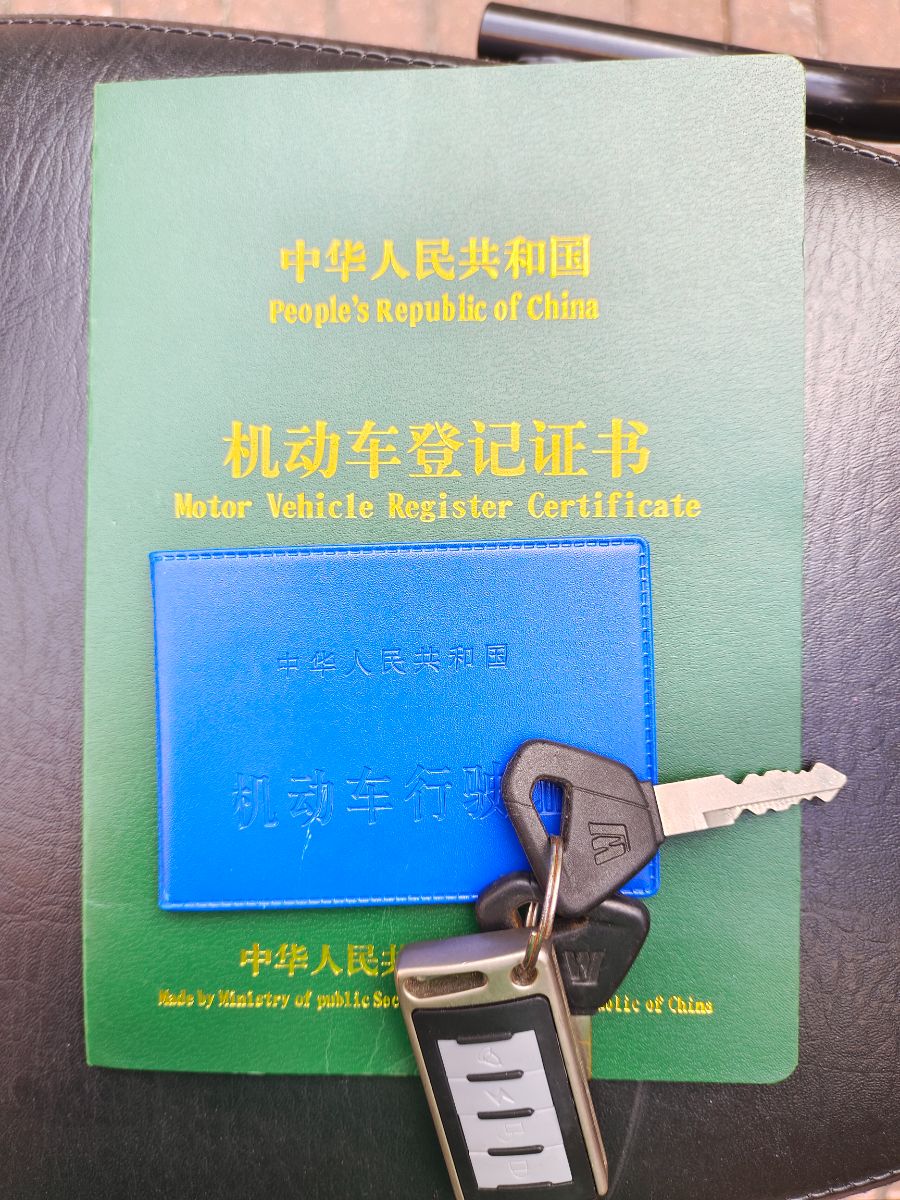 中华人民共和国
People's Republic of China
机动车登记证书
Motor Vehicle Register Certificate
中华人民共和国
机动车行驶
中华人民共
Made by Ministry of public Sec
of China